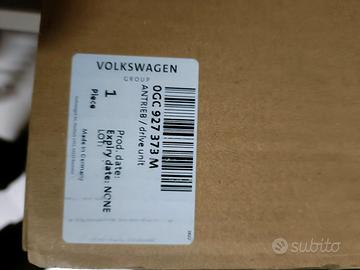 VOLKSWAGEN
GROUP
0GC 927 373 M
ANTRIEB / drive unit
1
Piece
Prod. date:
Expiry date: NONE
LOT:
Made in Germany
subito